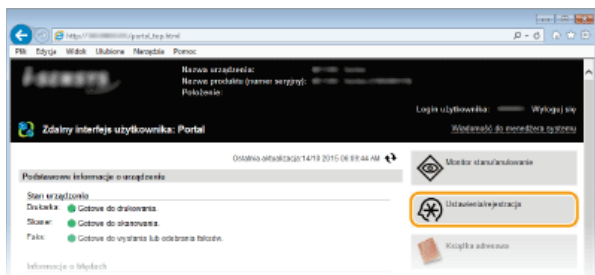 http:// /portal_top.html
Plik Edycja Widok Ulubione Narzędzia Pomoc
Nazwa urządzenia:
Nazwa produktu (numer seryjny):
Położenie:
Login użytkownika: Wyloguj się
Zdalny interfejs użytkownika: Portal
Wiadomość do menedżera systemu
Ostatnia aktualizacja:14/10 2015 06:09:44 AM
Podstawowe informacje o urządzeniu
Stan urządzenia
Drukarka: Gotowe do drukowania.
Skaner: Gotowe do skanowania.
Faks: Gotowe do wysłania lub odebrania faksów.
Informacje o błędach
Monitor stanu/anulowanie
Ustawienia/rejestracja
Książka adresowa